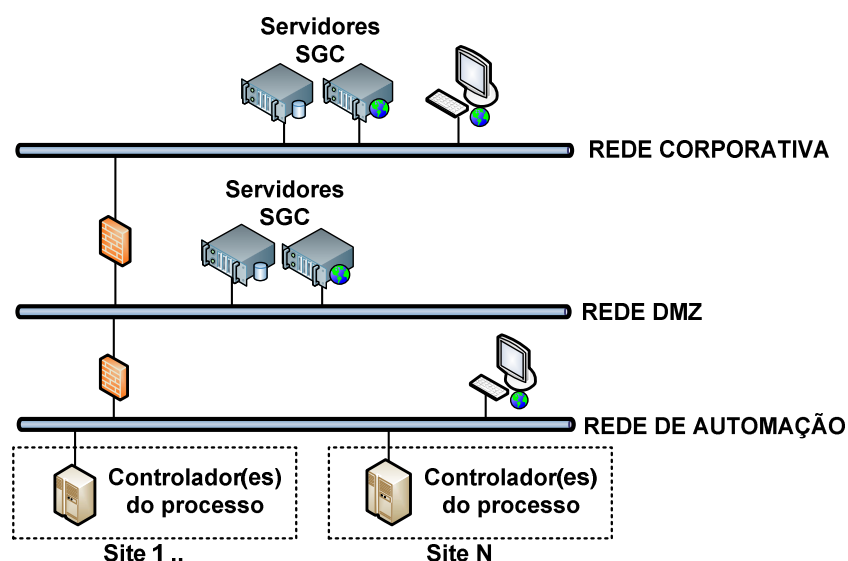 Servidores
SGC
REDE CORPORATIVA
Servidores
SGC
REDE DMZ
REDE DE AUTOMAÇÃO
Controlador(es)
do processo
Controlador(es)
do processo
Site 1 ..
Site N